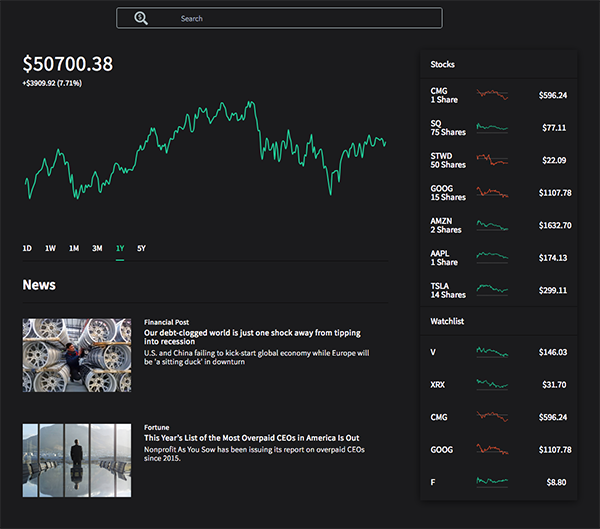 Search
$50700.38
+$3909.92 (7.71%)
1D 1W 1M 3M 1Y 5Y
News
Financial Post
Our debt-clogged world is just one shock away from tipping
into recession
U.S. and China failing to kick-start global economy while Europe will
be 'a sitting duck' in downturn
Fortune
This Year's List of the Most Overpaid CEOs in America Is Out
Nonprofit As You Sow has been issuing its report on overpaid CEOs
since 2015.
Stocks
CMG
1 Share
$596.24
SQ
75 Shares
$77.11
STWD
50 Shares
$22.09
GOOG
15 Shares
$1107.78
AMZN
2 Shares
$1632.70
AAPL
1 Share
$174.13
TSLA
14 Shares
$299.11
Watchlist
V $146.03
XRX $31.70
CMG $596.24
GOOG $1107.78
F $8.80